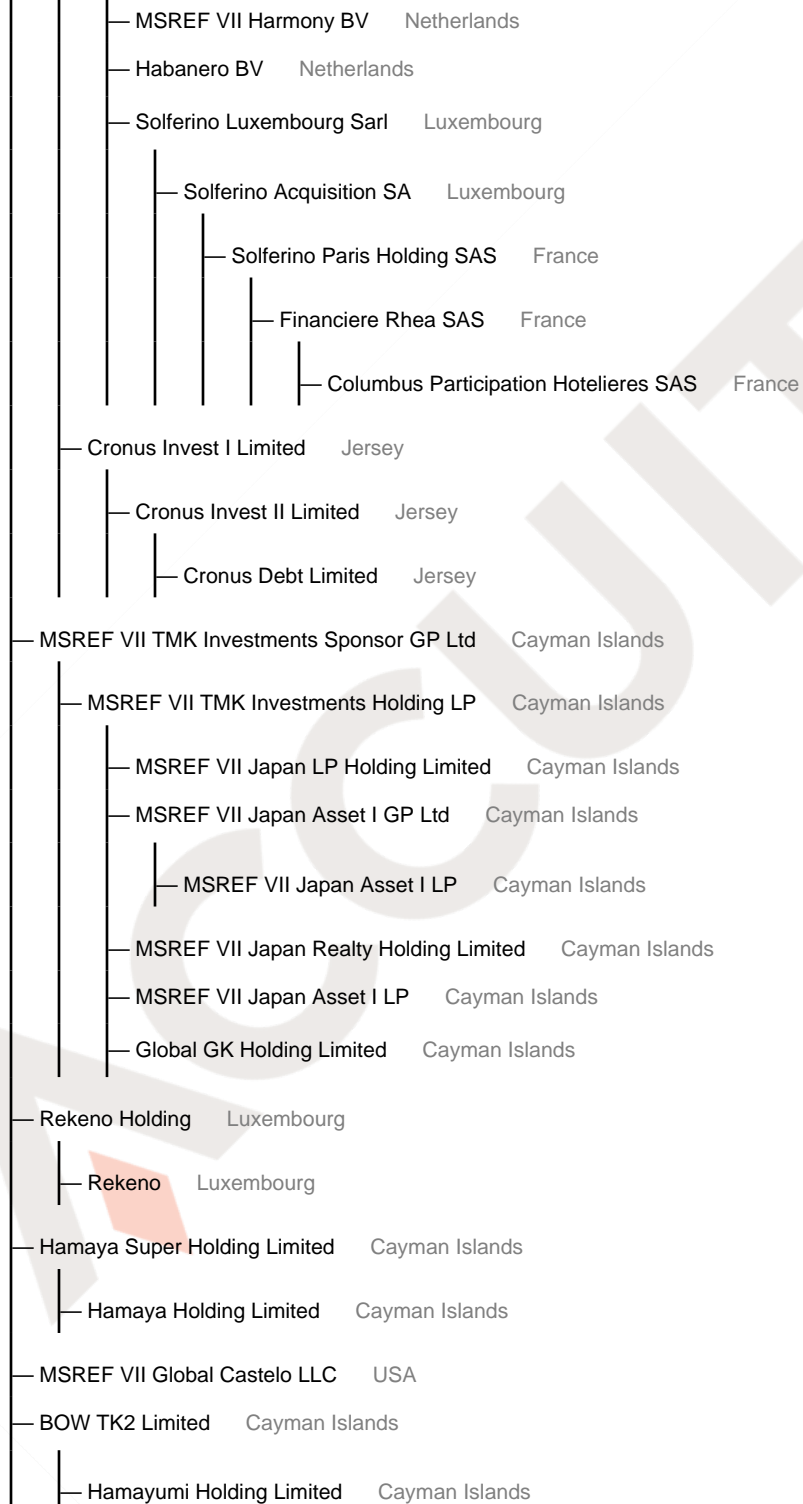 MSREF VII Harmony BV Netherlands
Habanero BV Netherlands
Solferino Luxembourg Sarl Luxembourg
Solferino Acquisition SA Luxembourg
Solferino Paris Holding SAS France
Financiere Rhea SAS France
Columbus Participation Hotelieres SAS France
Cronus Invest I Limited Jersey
Cronus Invest II Limited Jersey
Cronus Debt Limited Jersey
MSREF VII TMK Investments Sponsor GP Ltd Cayman Islands
MSREF VII TMK Investments Holding LP Cayman Islands
MSREF VII Japan LP Holding Limited Cayman Islands
MSREF VII Japan Asset I GP Ltd Cayman Islands
MSREF VII Japan Asset I LP Cayman Islands
MSREF VII Japan Realty Holding Limited Cayman Islands
MSREF VII Japan Asset I LP Cayman Islands
Global GK Holding Limited Cayman Islands
Rekeno Holding Luxembourg
Rekeno Luxembourg
Hamaya Super Holding Limited Cayman Islands
Hamaya Holding Limited Cayman Islands
MSREF VII Global Castelo LLC USA
BOW TK2 Limited Cayman Islands
Hamayumi Holding Limited Cayman Islands
ACCUIT